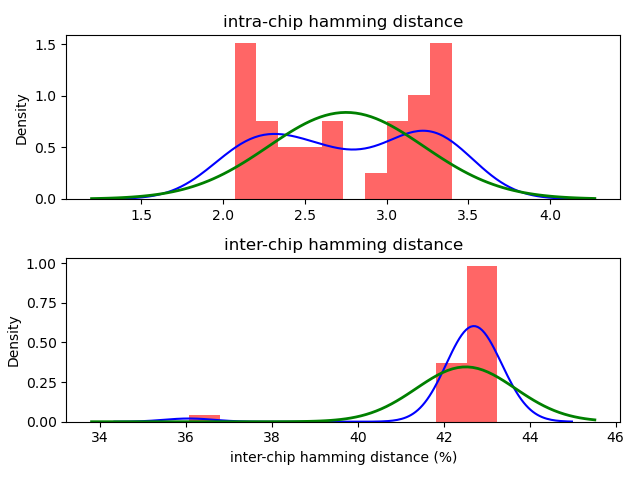 intra-chip hamming distance
1.5
1.0
0.5
0.0
Density
1.5 2.0 2.5 3.0 3.5 4.0
inter-chip hamming distance
1.00
0.75
0.50
0.25
0.00
Density
34 36 38 40 42 44 46
inter-chip hamming distance (%)